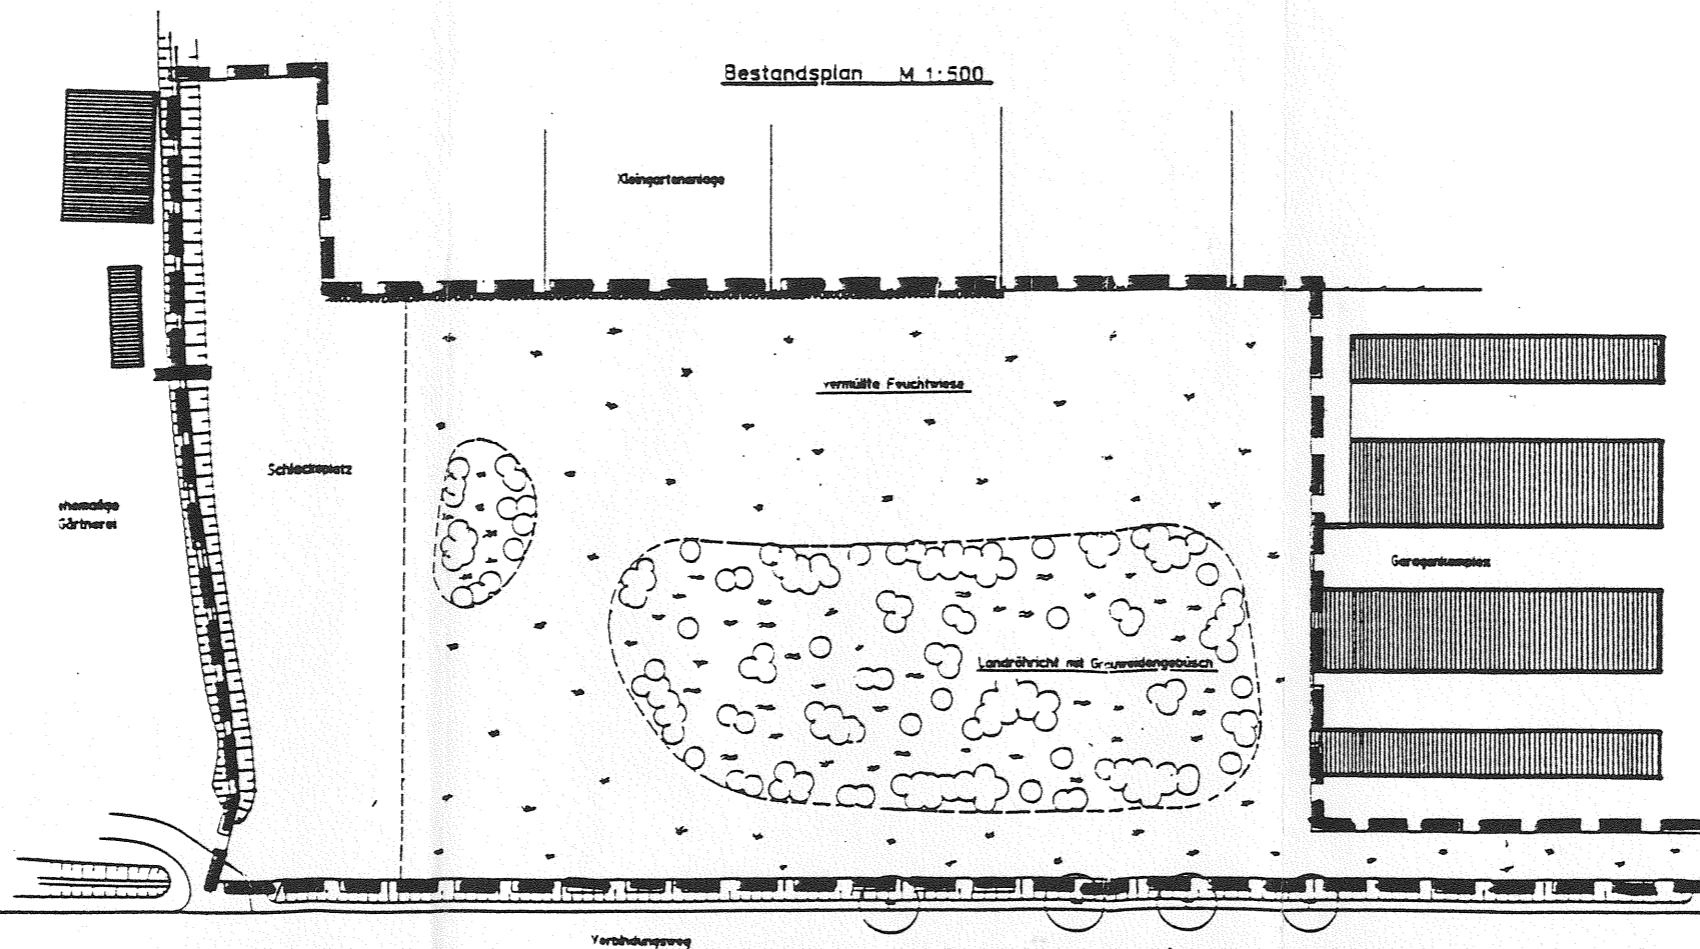 Bestandsplan M 1:500
Kleingartenanlage
vermüllte Feuchtwiese
Schlackeplatz
ehemalige
Gärtnerei
Garagenkomplex
Landröhricht mit Grauweidengebüsch
Verbindungsweg